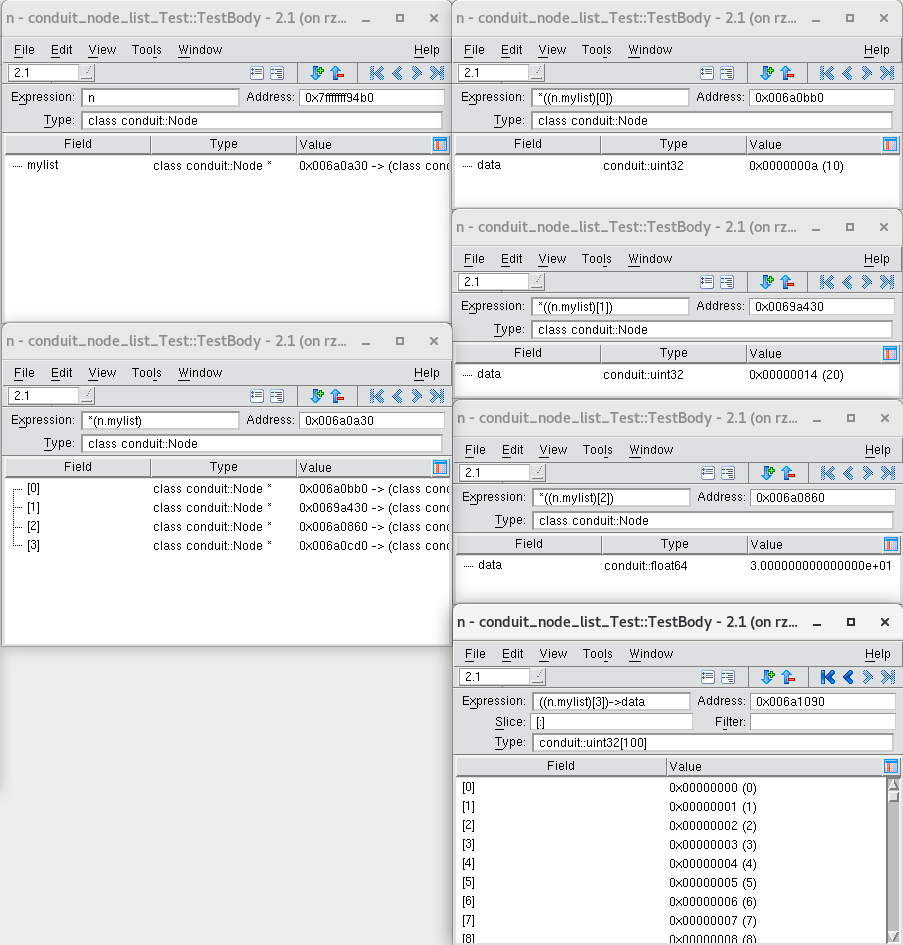 n - conduit_node_list_Test::TestBody - 2.1 (on rz...
File Edit View Tools Window Help
2.1
Expression: n Address: 0x7fffffff94b0
Type: class conduit::Node
Field Type Value
mylist class conduit::Node * 0x006a0a30 -> (class cond
n - conduit_node_list_Test::TestBody - 2.1 (on rz...
File Edit View Tools Window Help
2.1
Expression: *(n.mylist) Address: 0x006a0a30
Type: class conduit::Node
Field Type Value
[0] class conduit::Node * 0x006a0bb0 -> (class cond
[1] class conduit::Node * 0x0069a430 -> (class cond
[2] class conduit::Node * 0x006a0860 -> (class cond
[3] class conduit::Node * 0x006a0cd0 -> (class cond
n - conduit_node_list_Test::TestBody - 2.1 (on rz...
File Edit View Tools Window Help
2.1
Expression: *((n.mylist)[0]) Address: 0x006a0bb0
Type: class conduit::Node
Field Type Value
data conduit::uint32 0x0000000a (10)
n - conduit_node_list_Test::TestBody - 2.1 (on rz...
File Edit View Tools Window Help
2.1
Expression: *((n.mylist)[1]) Address: 0x0069a430
Type: class conduit::Node
Field Type Value
data conduit::uint32 0x00000014 (20)
n - conduit_node_list_Test::TestBody - 2.1 (on rz...
File Edit View Tools Window Help
2.1
Expression: *((n.mylist)[2]) Address: 0x006a0860
Type: class conduit::Node
Field Type Value
data conduit::float64 3.000000000000000e+01
n - conduit_node_list_Test::TestBody - 2.1 (on rz...
File Edit View Tools Window Help
2.1
Expression: ((n.mylist)[3])->data Address: 0x006a1090
Slice: [:] Filter:
Type: conduit::uint32[100]
Field Value
[0] 0x00000000 (0)
[1] 0x00000001 (1)
[2] 0x00000002 (2)
[3] 0x00000003 (3)
[4] 0x00000004 (4)
[5] 0x00000005 (5)
[6] 0x00000006 (6)
[7] 0x00000007 (7)
[8] 0x00000008 (8)